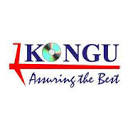 KONGU
Assuring the Best